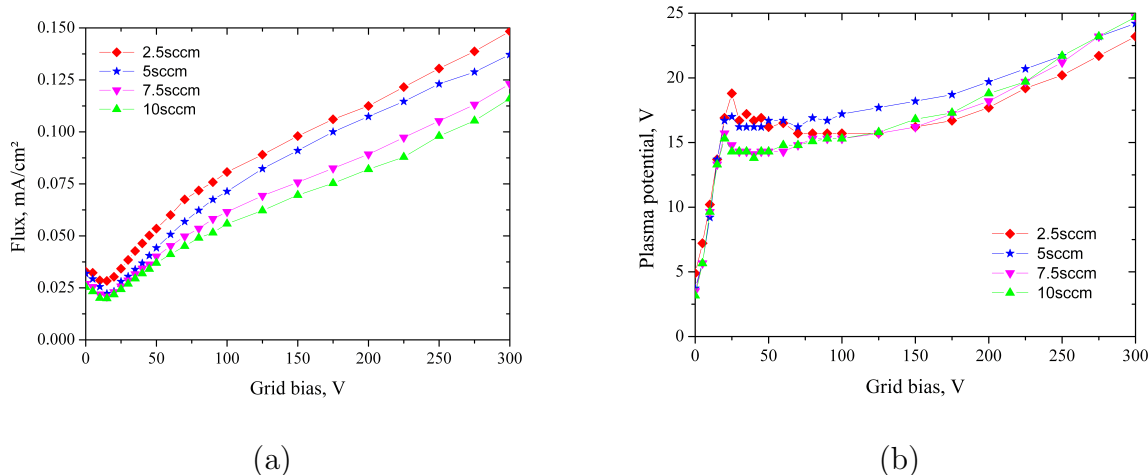 0.150
0.125
0.100
0.075
0.050
0.025
0.000
Flux, mA/cm²
2.5sccm
5sccm
7.5sccm
10sccm
0 50 100 150 200 250 300
Grid bias, V
(a)
25
20
15
10
5
0
Plasma potential, V
2.5sccm
5sccm
7.5sccm
10sccm
0 50 100 150 200 250 300
Grid bias, V
(b)